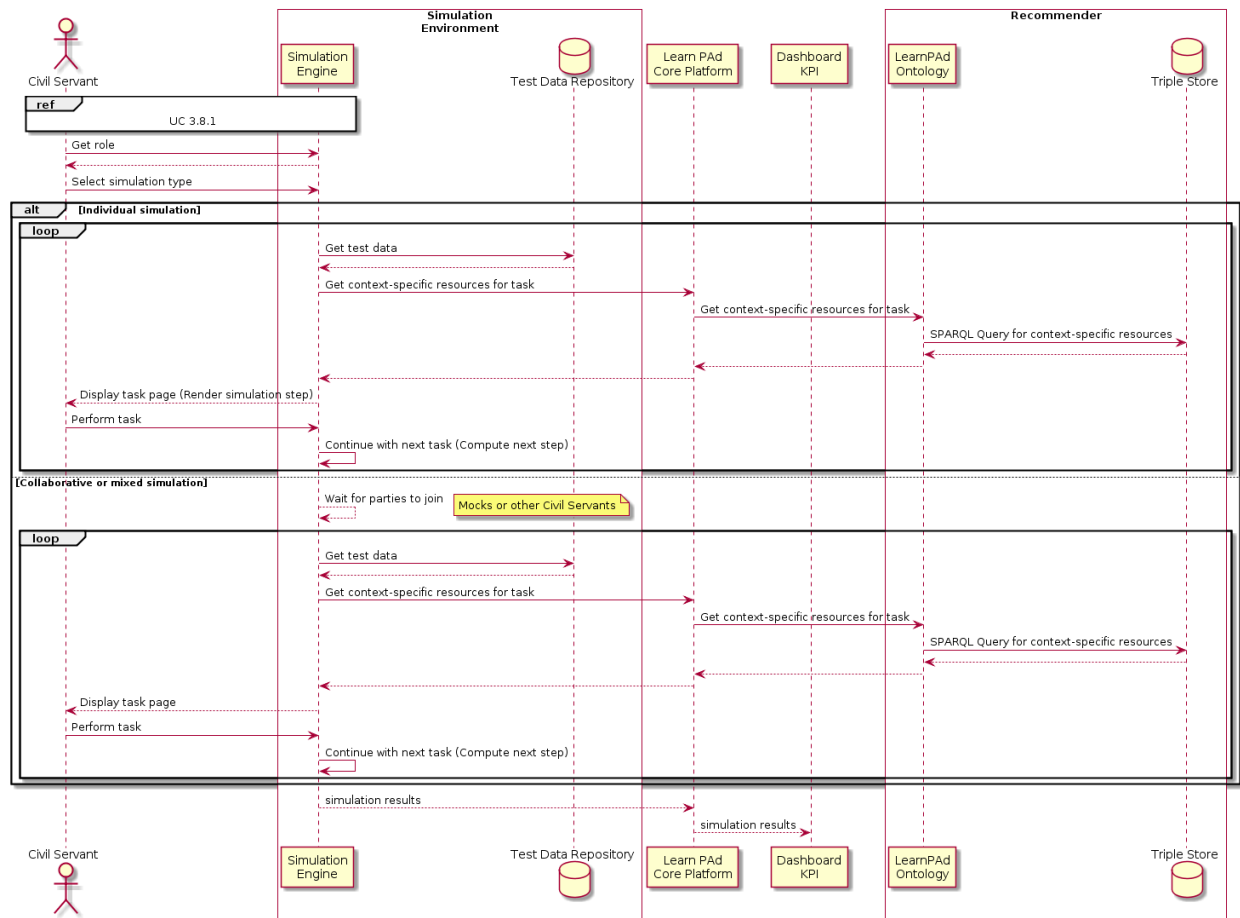 Simulation
Environment
Recommender
Civil Servant
Simulation
Engine
Test Data Repository
Learn PAd
Core Platform
Dashboard
KPI
LearnPAd
Ontology
Triple Store
ref
UC 3.8.1
Get role
Select simulation type
alt [Individual simulation]
loop
Get test data
Get context-specific resources for task
Get context-specific resources for task
SPARQL Query for context-specific resources
Display task page (Render simulation step)
Perform task
Continue with next task (Compute next step)
[Collaborative or mixed simulation]
Wait for parties to join
Mocks or other Civil Servants
loop
Get test data
Get context-specific resources for task
Get context-specific resources for task
SPARQL Query for context-specific resources
Display task page
Perform task
Continue with next task (Compute next step)
simulation results
simulation results
Civil Servant
Simulation
Engine
Test Data Repository
Learn PAd
Core Platform
Dashboard
KPI
LearnPAd
Ontology
Triple Store